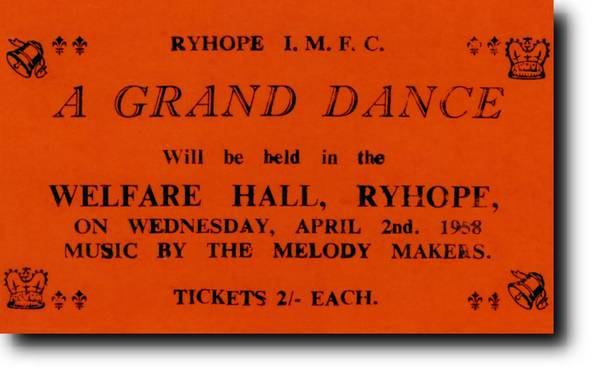 RYHOPE I. M. F. C.
A GRAND DANCE
Will be held in the
WELFARE HALL, RYHOPE,
ON WEDNESDAY, APRIL 2nd. 1958
MUSIC BY THE MELODY MAKERS.
TICKETS 2/- EACH.